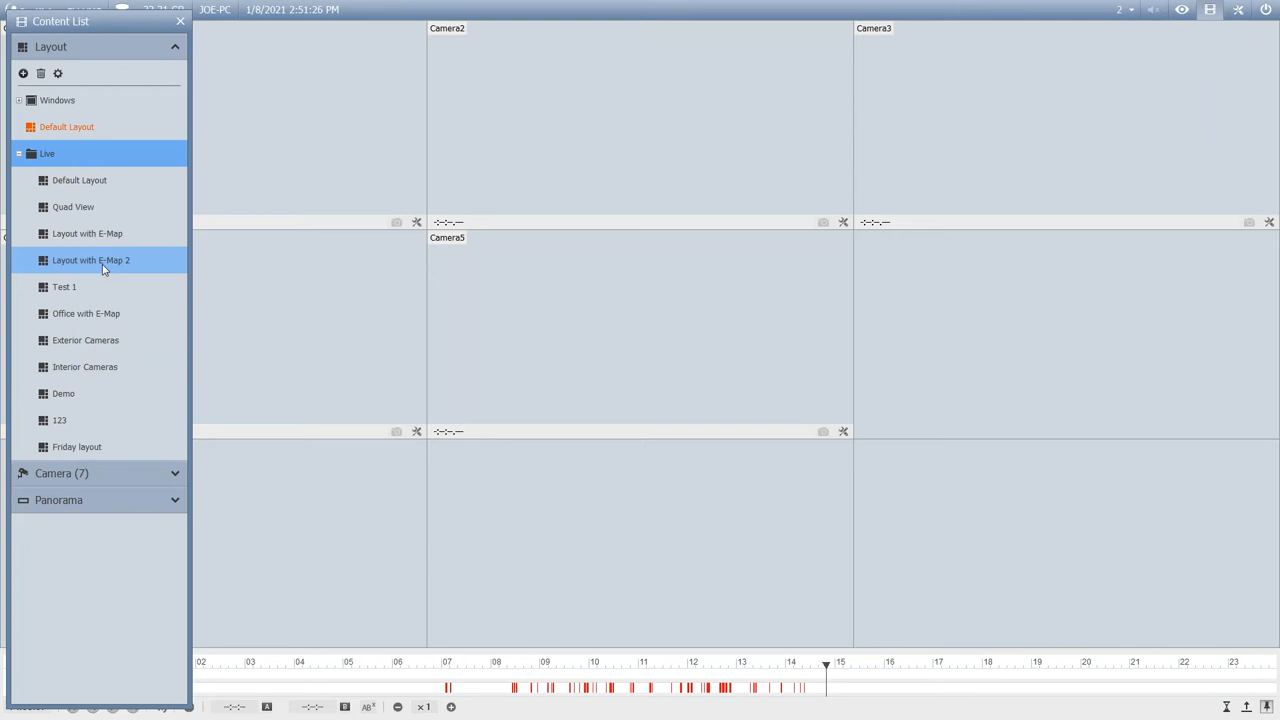 Content List
JOE-PC 1/8/2021 2:51:26 PM 2
Layout
Camera2
Camera3
Windows
Default Layout
Live
Default Layout
Quad View
Layout with E-Map
Layout with E-Map 2
Test 1
Office with E-Map
Exterior Cameras
Interior Cameras
Demo
123
Friday layout
Camera (7)
Panorama
--:--:--.---
--:--:--.---
Camera5
--:--:--.---
02 03 04 05 06 07 08 09 10 11 12 13 14 15 16 17 18 19 20 21 22 23
--:--:-- A --:--:-- B AB × 1